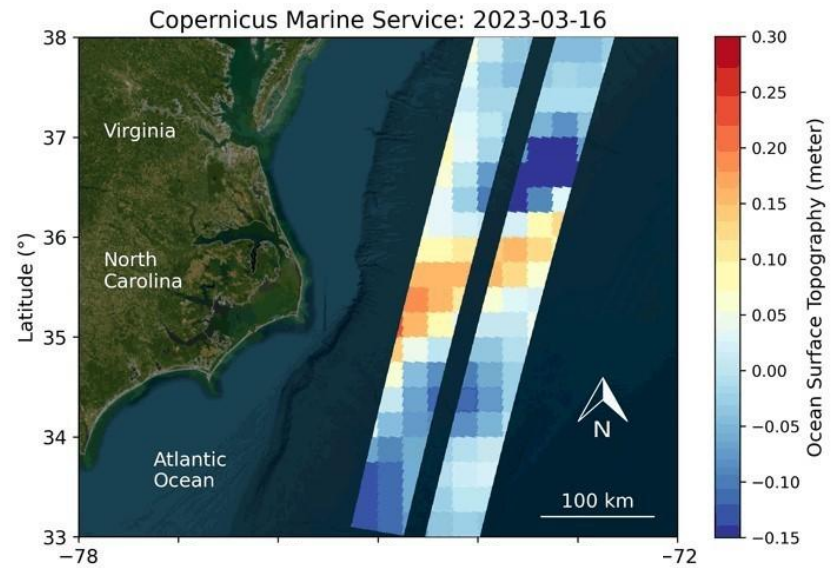 Copernicus Marine Service: 2023-03-16
38
37
36
35
34
33
Latitude (°)
−78
−72
Virginia
North
Carolina
Atlantic
Ocean
N
100 km
0.30
0.25
0.20
0.15
0.10
0.05
0.00
−0.05
−0.10
−0.15
Ocean Surface Topography (meter)